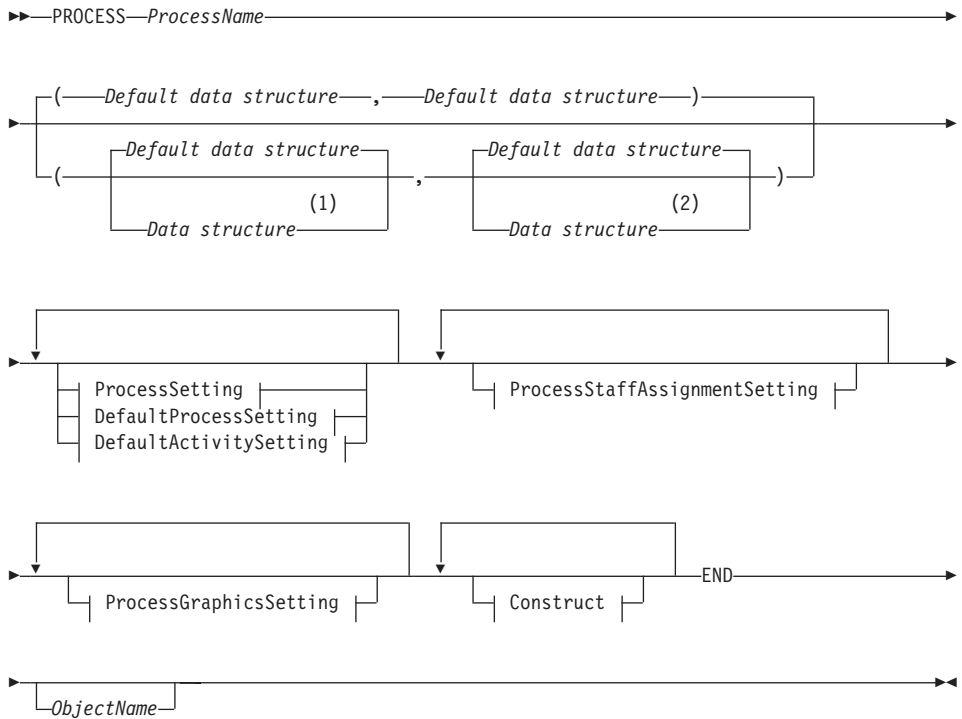 PROCESS ProcessName
( Default data structure , Default data structure )
Default data structure Default data structure
( , )
(1) (2)
Data structure Data structure
ProcessSetting ProcessStaffAssignmentSetting
DefaultProcessSetting
DefaultActivitySetting
END
ProcessGraphicsSetting Construct
ObjectName